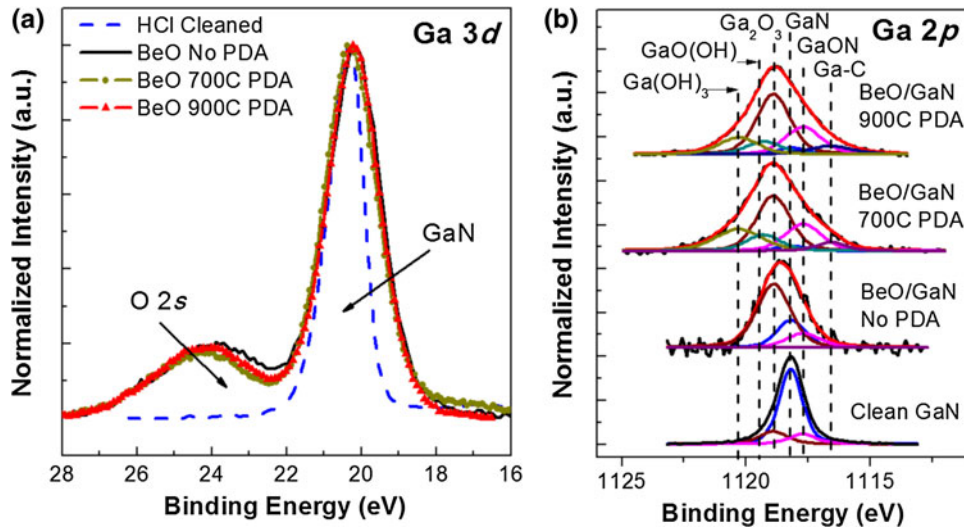 (a)
Ga 3d
HCl Cleaned
BeO No PDA
BeO 700C PDA
BeO 900C PDA
GaN
O 2s
Normalized Intensity (a.u.)
28 26 24 22 20 18 16
Binding Energy (eV)
(b)
Ga 2p
Ga₂O₃
GaN
GaO(OH)
GaON
Ga(OH)₃
Ga-C
BeO/GaN
900C PDA
BeO/GaN
700C PDA
BeO/GaN
No PDA
Clean GaN
Normalized Intensity (a.u.)
1125 1120 1115
Binding Energy (eV)